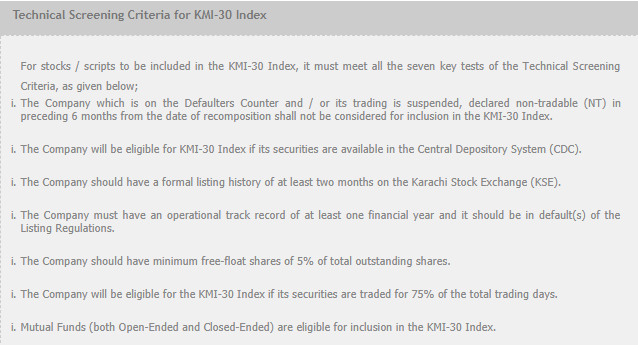 Technical Screening Criteria for KMI-30 Index
For stocks / scripts to be included in the KMI-30 Index, it must meet all the seven key tests of the Technical Screening
Criteria, as given below;
i. The Company which is on the Defaulters Counter and / or its trading is suspended, declared non-tradable (NT) in
preceding 6 months from the date of recomposition shall not be considered for inclusion in the KMI-30 Index.
i. The Company will be eligible for KMI-30 Index if its securities are available in the Central Depository System (CDC).
i. The Company should have a formal listing history of at least two months on the Karachi Stock Exchange (KSE).
i. The Company must have an operational track record of at least one financial year and it should be in default(s) of the
Listing Regulations.
i. The Company should have minimum free-float shares of 5% of total outstanding shares.
i. The Company will be eligible for the KMI-30 Index if its securities are traded for 75% of the total trading days.
i. Mutual Funds (both Open-Ended and Closed-Ended) are eligible for inclusion in the KMI-30 Index.